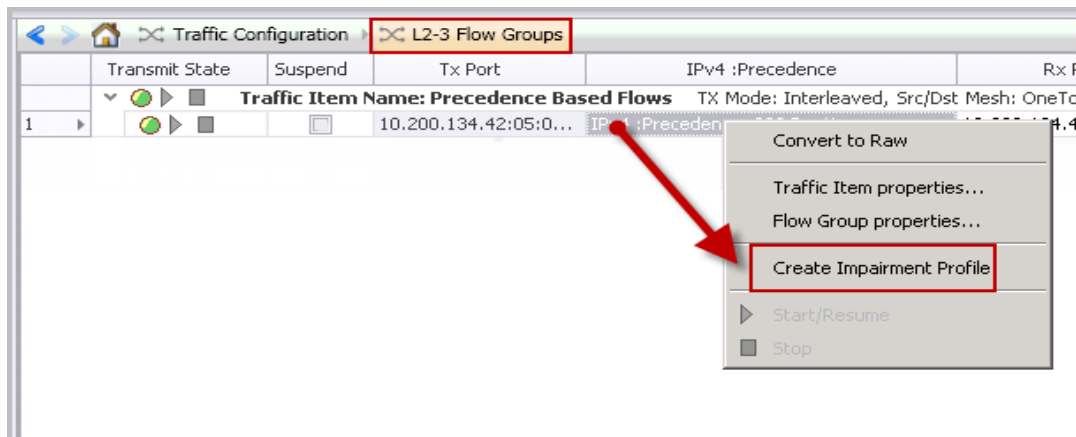 Traffic Configuration L2-3 Flow Groups
Transmit State Suspend Tx Port IPv4 :Precedence Rx
Traffic Item Name: Precedence Based Flows TX Mode: Interleaved, Src/Dst Mesh: OneTo
1 10.200.134.42:05:0...
Convert to Raw
Traffic Item properties...
Flow Group properties...
Create Impairment Profile
Start/Resume
Stop